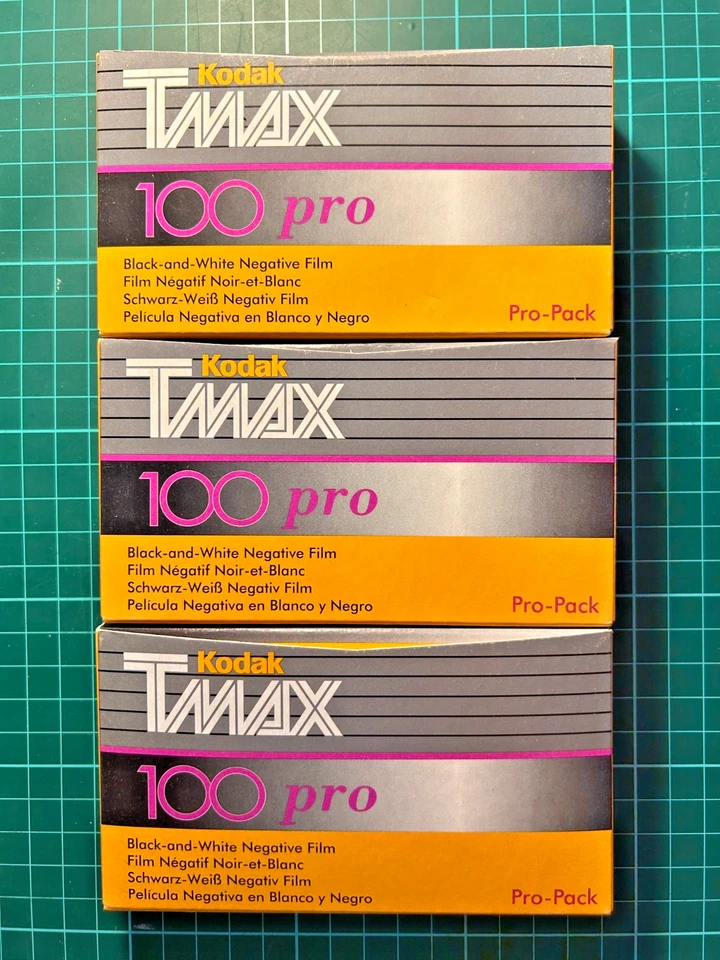 Kodak
TMAX
100 pro
Black-and-White Negative Film
Film Négatif Noir-et-Blanc
Schwarz-Weiß Negativ Film
Película Negativa en Blanco y Negro
Pro-Pack
Kodak
TMAX
100 pro
Black-and-White Negative Film
Film Négatif Noir-et-Blanc
Schwarz-Weiß Negativ Film
Película Negativa en Blanco y Negro
Pro-Pack
Kodak
TMAX
100 pro
Black-and-White Negative Film
Film Négatif Noir-et-Blanc
Schwarz-Weiß Negativ Film
Película Negativa en Blanco y Negro
Pro-Pack